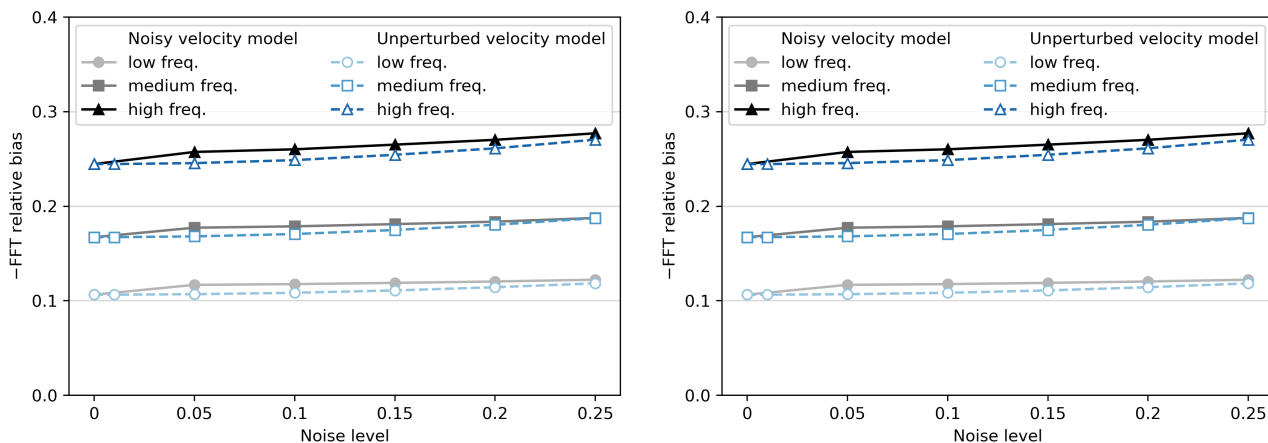 0.4
0.3
0.2
0.1
0.0
−FFT relative bias
Noisy velocity model
low freq.
medium freq.
high freq.
Unperturbed velocity model
low freq.
medium freq.
high freq.
0 0.05 0.1 0.15 0.2 0.25
Noise level
0.4
0.3
0.2
0.1
0.0
−FFT relative bias
Noisy velocity model
low freq.
medium freq.
high freq.
Unperturbed velocity model
low freq.
medium freq.
high freq.
0 0.05 0.1 0.15 0.2 0.25
Noise level